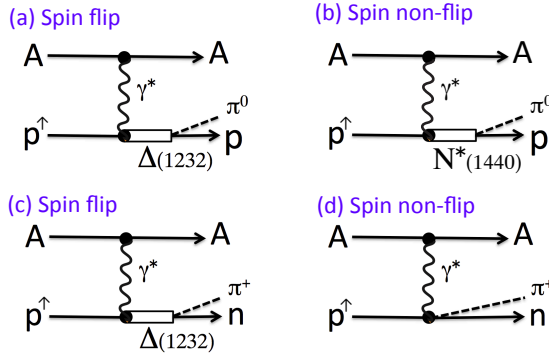 (a) Spin flip
A A
γ*
π⁰
p↑ p
Δ(1232)
(b) Spin non-flip
A A
γ*
π⁰
p↑ p
N*(1440)
(c) Spin flip
A A
γ*
π⁺
p↑ n
Δ(1232)
(d) Spin non-flip
A A
γ*
π⁺
p↑ n